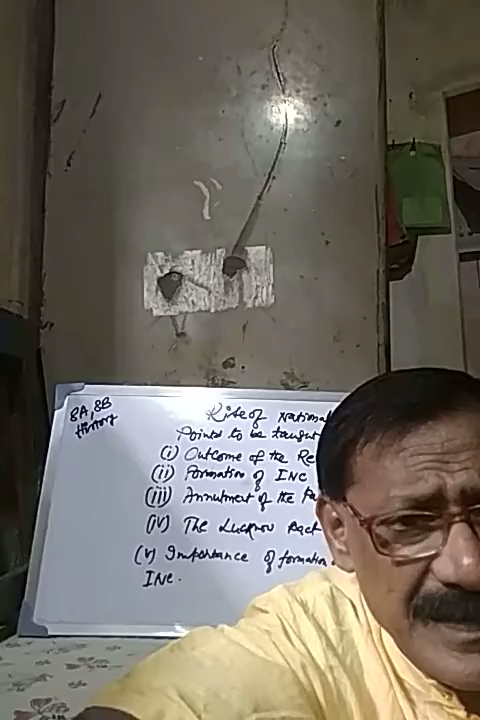 8A, 8B
History
Rise of National
Points to be taught
(i) Outcome of the Re
(ii) Formation of INC
(iii) Annulment of the Pa
(iv) The Lucknow Pact
(v) Importance of formation
INC.